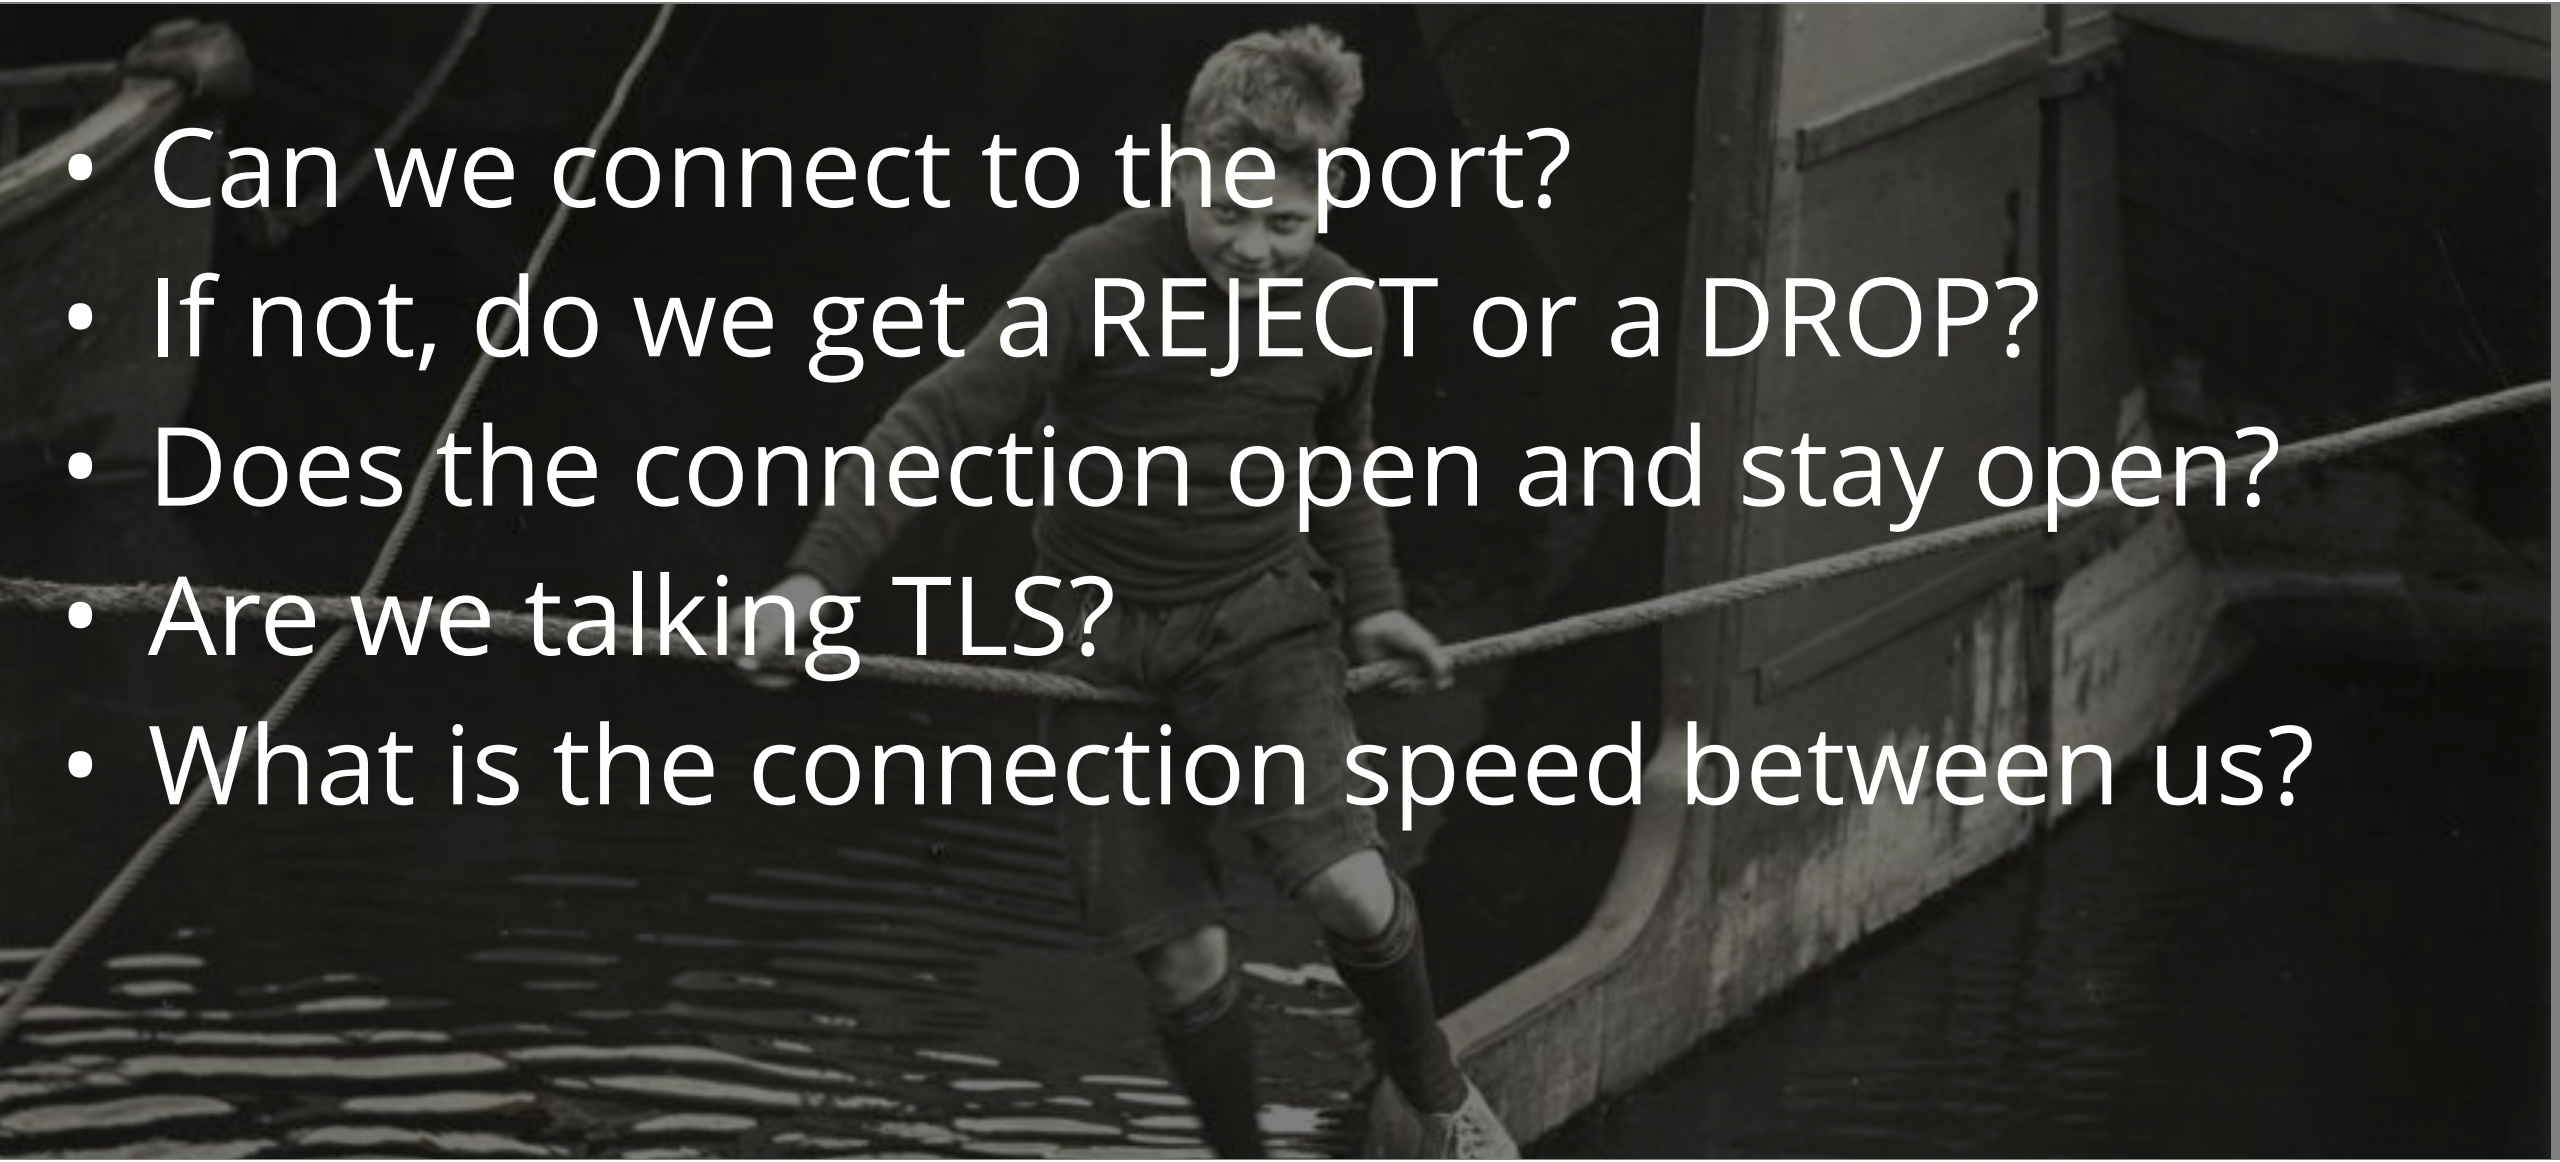 • Can we connect to the port?
• If not, do we get a REJECT or a DROP?
• Does the connection open and stay open?
• Are we talking TLS?
• What is the connection speed between us?